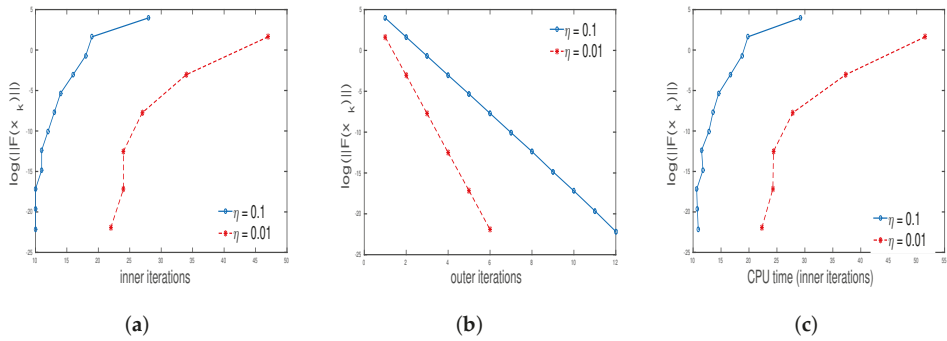 5
0
-5
-10
-15
-20
-25
log(||F(x_k)||)
η = 0.1
η = 0.01
10 15 20 25 30 35 40 45 50
inner iterations
(a)
5
0
-5
-10
-15
-20
-25
log(||F(x_k)||)
η = 0.1
η = 0.01
0 2 4 6 8 10 12
outer iterations
(b)
5
0
-5
-10
-15
-20
-25
log(||F(x_k)||)
η = 0.1
η = 0.01
5 10 15 20 25 30 35 40 45 50 55
CPU time (inner iterations)
(c)